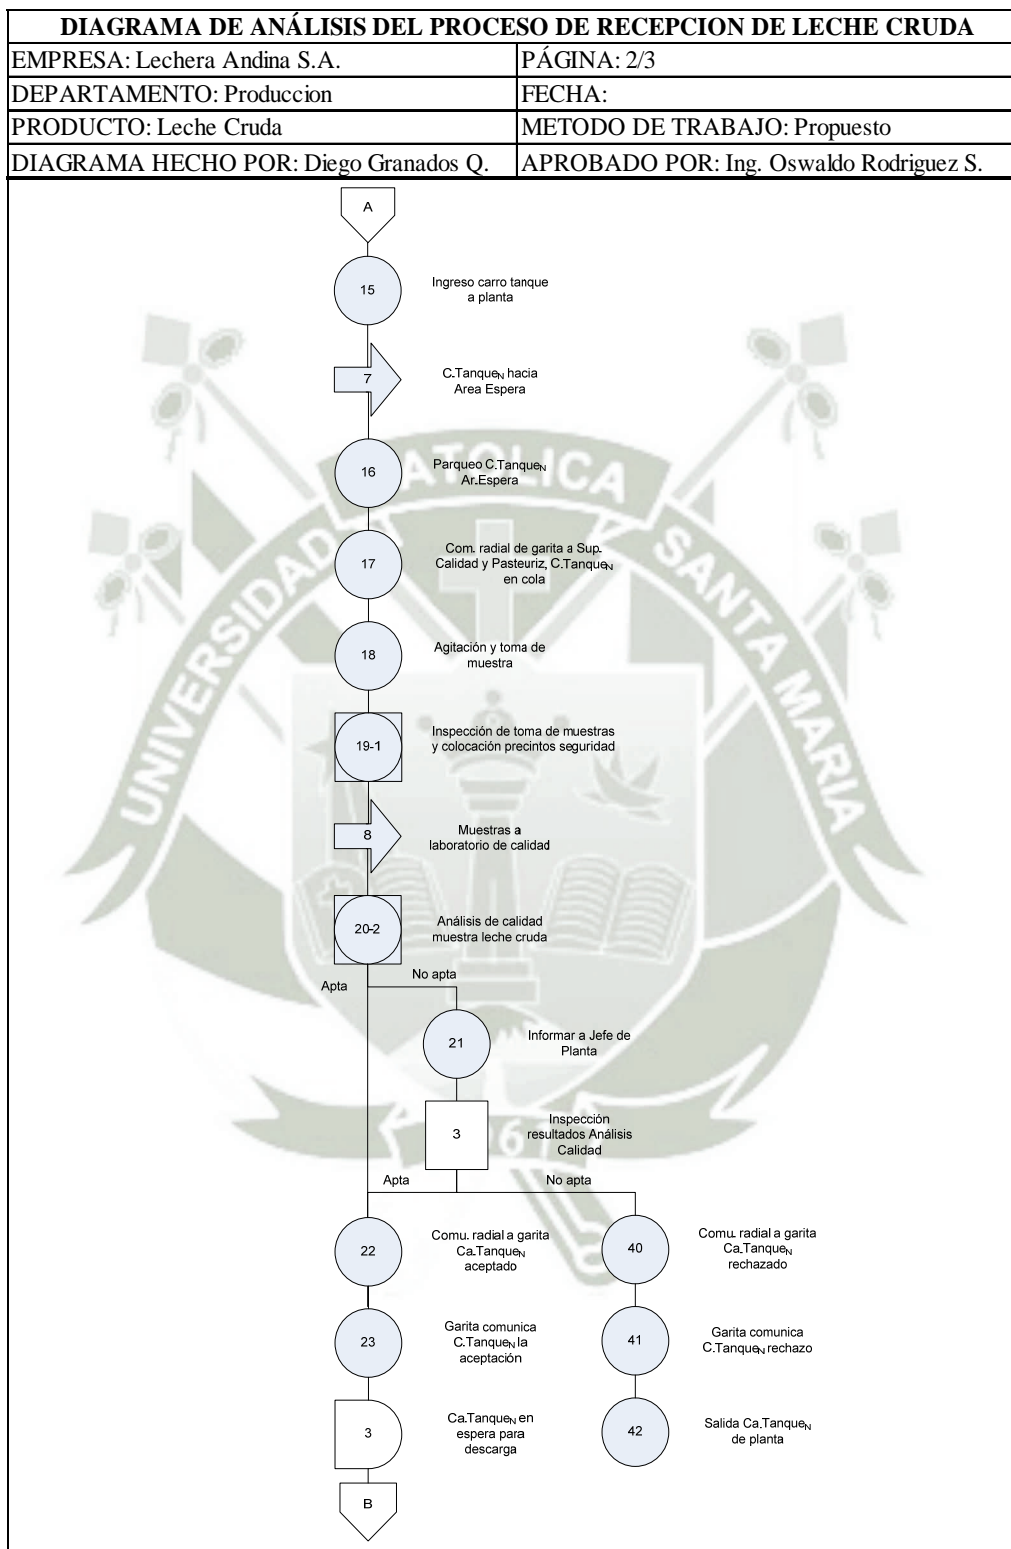 DIAGRAMA DE ANÁLISIS DEL PROCESO DE RECEPCION DE LECHE CRUDA
EMPRESA: Lechera Andina S.A.
PÁGINA: 2/3
DEPARTAMENTO: Produccion
FECHA:
PRODUCTO: Leche Cruda
METODO DE TRABAJO: Propuesto
DIAGRAMA HECHO POR: Diego Granados Q.
APROBADO POR: Ing. Oswaldo Rodriguez S.
A
15
Ingreso carro tanque
a planta
7
C.TanqueN hacia
Area Espera
16
Parqueo C.TanqueN
Ar.Espera
17
Com. radial de garita a Sup.
Calidad y Pasteuriz, C.TanqueN
en cola
18
Agitación y toma de
muestra
19-1
Inspección de toma de muestras
y colocación precintos seguridad
8
Muestras a
laboratorio de calidad
20-2
Análisis de calidad
muestra leche cruda
Apta
No apta
21
Informar a Jefe de
Planta
3
Inspección
resultados Análisis
Calidad
Apta
No apta
22
Comu. radial a garita
Ca.TanqueN
aceptado
40
Comu. radial a garita
Ca.TanqueN
rechazado
23
Garita comunica
C.TanqueN la
aceptación
41
Garita comunica
C.TanqueN rechazo
3
Ca.TanqueN en
espera para
descarga
42
Salida Ca.TanqueN
de planta
B
UNIVERSIDAD CATOLICA SANTA MARIA